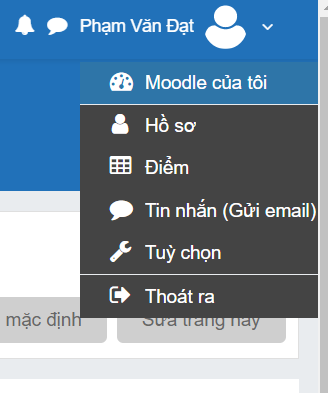 Phạm Văn Đạt
Moodle của tôi
Hồ sơ
Điểm
Tin nhắn (Gửi email)
Tuỳ chọn
Thoát ra
mặc định
Sửa trang này